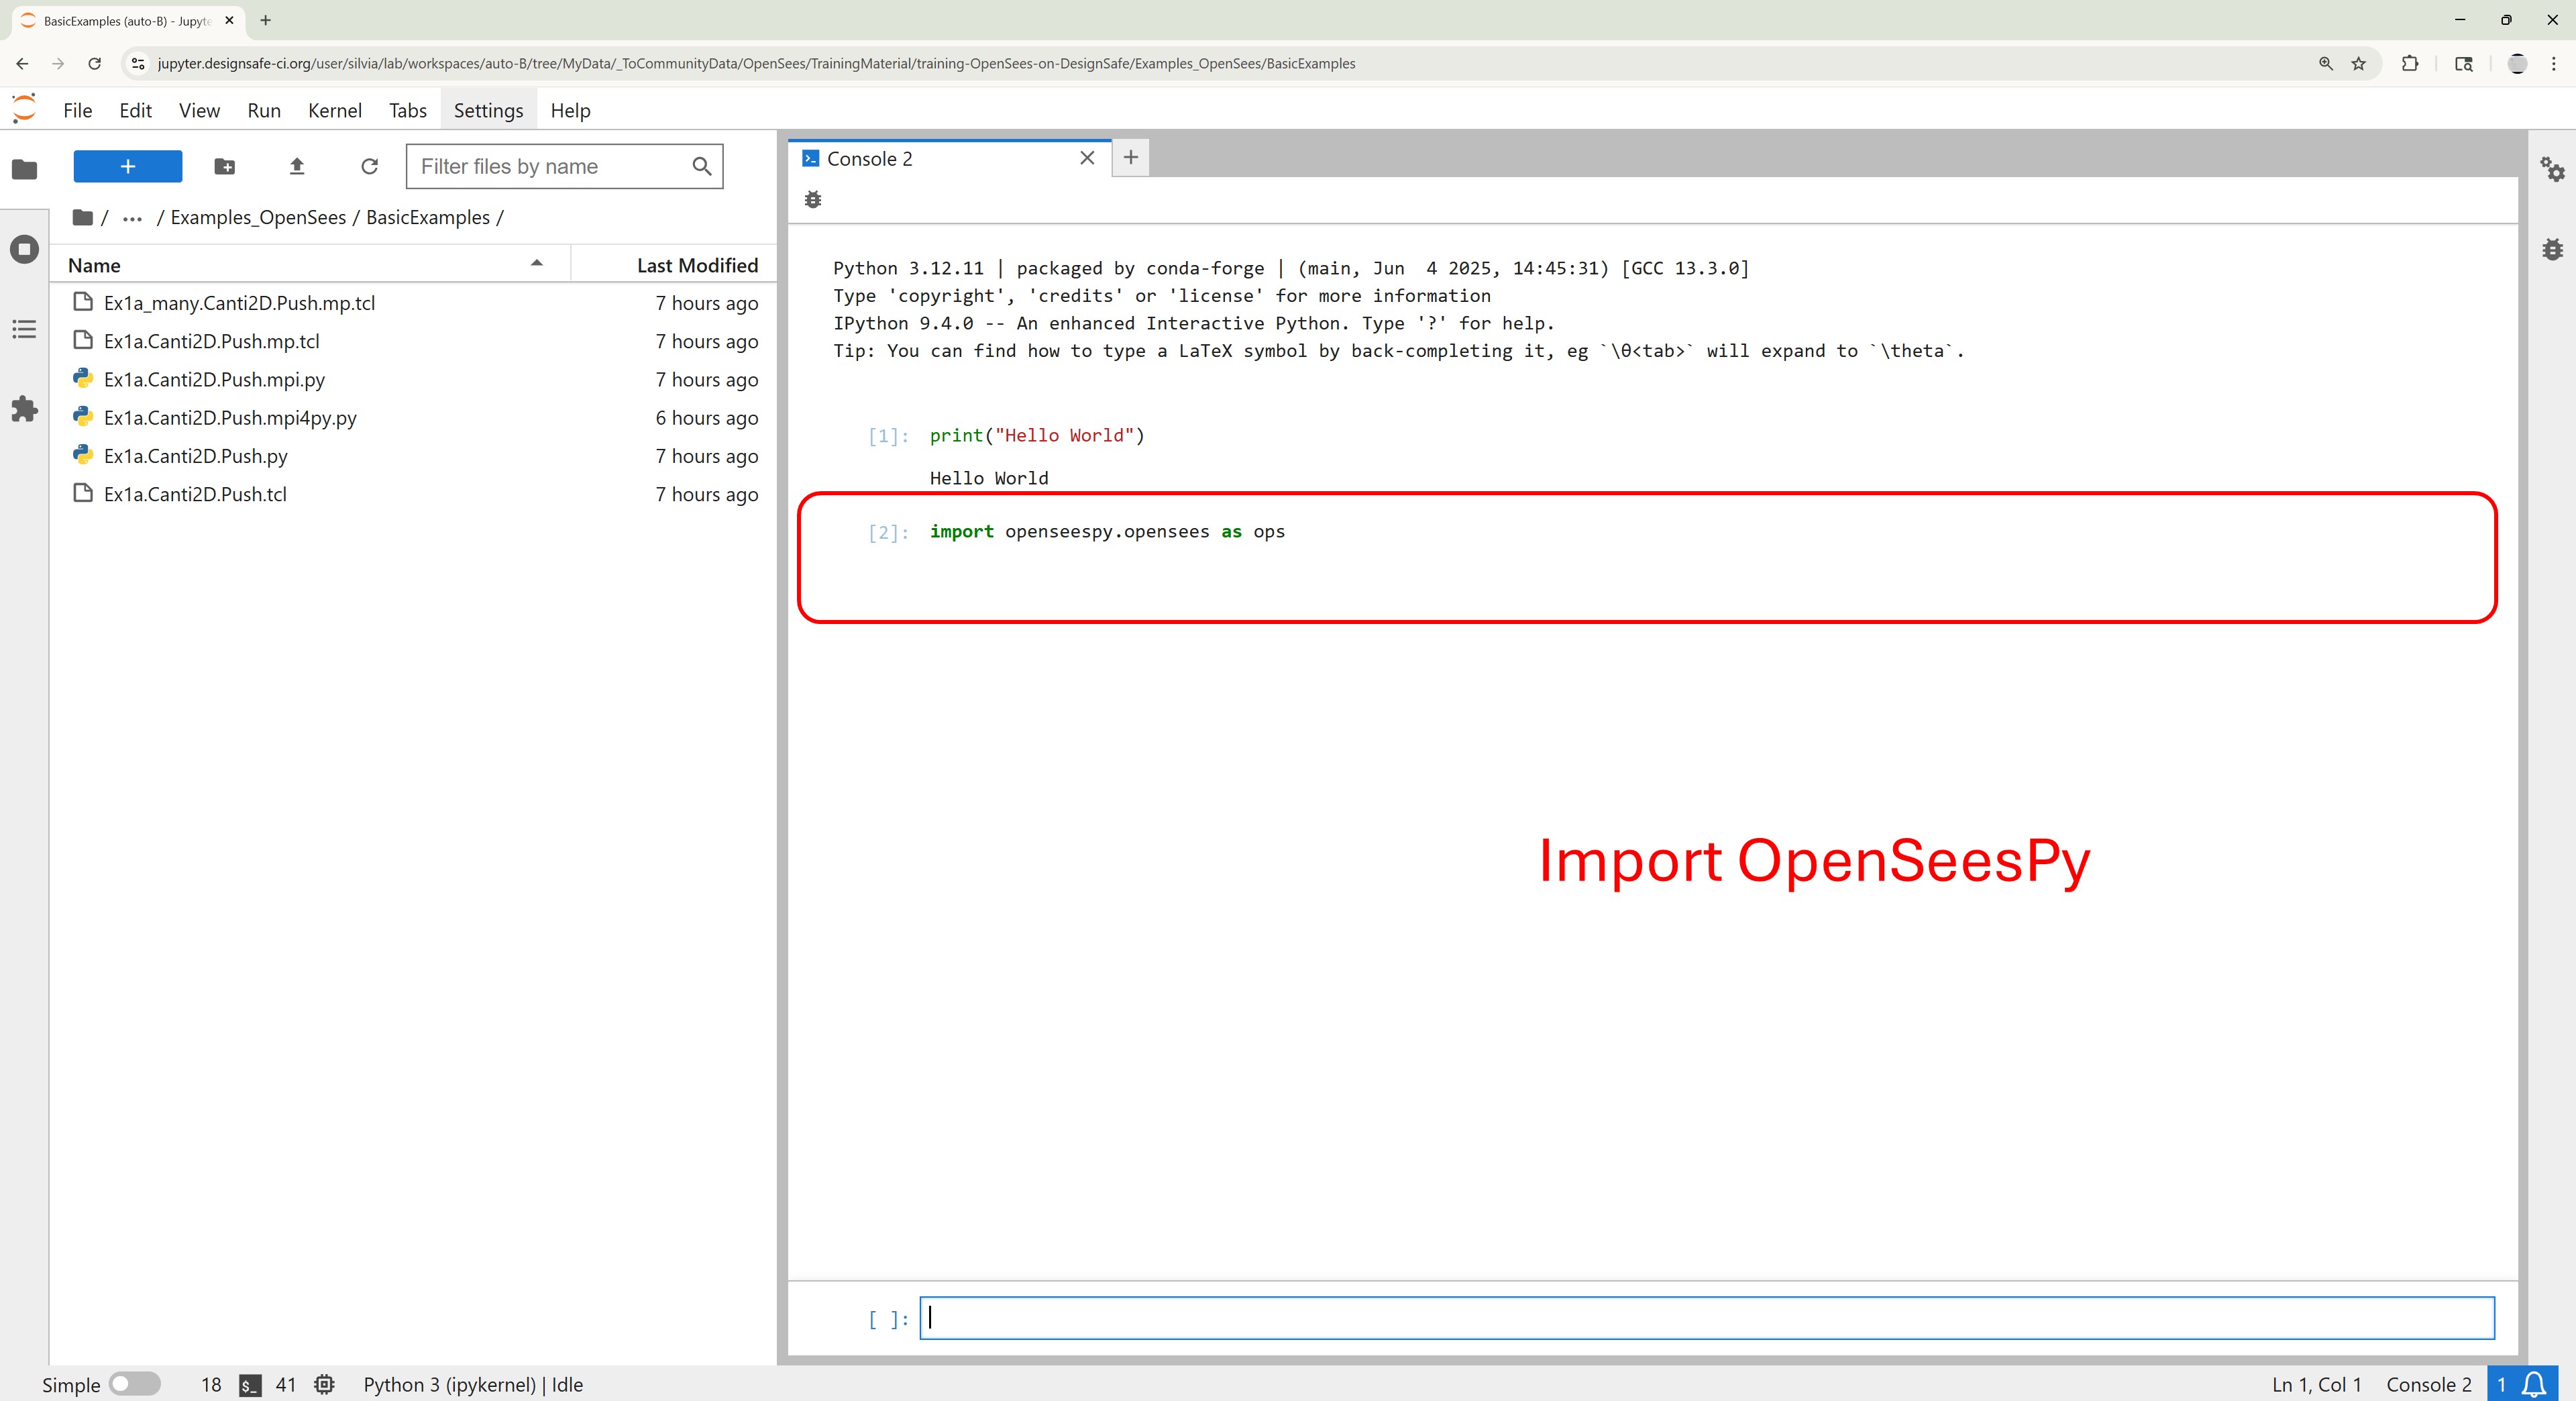 BasicExamples (auto-B) - Jupyte
jupyter.designsafe-ci.org/user/silvia/lab/workspaces/auto-B/tree/MyData/_ToCommunityData/OpenSees/TrainingMaterial/training-OpenSees-on-DesignSafe/Examples_OpenSees/BasicExamples
File Edit View Run Kernel Tabs Settings Help
Filter files by name
/ ··· / Examples_OpenSees / BasicExamples /
Name Last Modified
Ex1a_many.Canti2D.Push.mp.tcl 7 hours ago
Ex1a.Canti2D.Push.mp.tcl 7 hours ago
Ex1a.Canti2D.Push.mpi.py 7 hours ago
Ex1a.Canti2D.Push.mpi4py.py 6 hours ago
Ex1a.Canti2D.Push.py 7 hours ago
Ex1a.Canti2D.Push.tcl 7 hours ago
Console 2
Python 3.12.11 | packaged by conda-forge | (main, Jun  4 2025, 14:45:31) [GCC 13.3.0]
Type 'copyright', 'credits' or 'license' for more information
IPython 9.4.0 -- An enhanced Interactive Python. Type '?' for help.
Tip: You can find how to type a LaTeX symbol by back-completing it, eg `\θ<tab>` will expand to `\theta`.
[1]: print("Hello World")
Hello World
[2]: import openseespy.opensees as ops
Import OpenSeesPy
[ ]:
Simple 18 $_ 41 Python 3 (ipykernel) | Idle
Ln 1, Col 1 Console 2 1